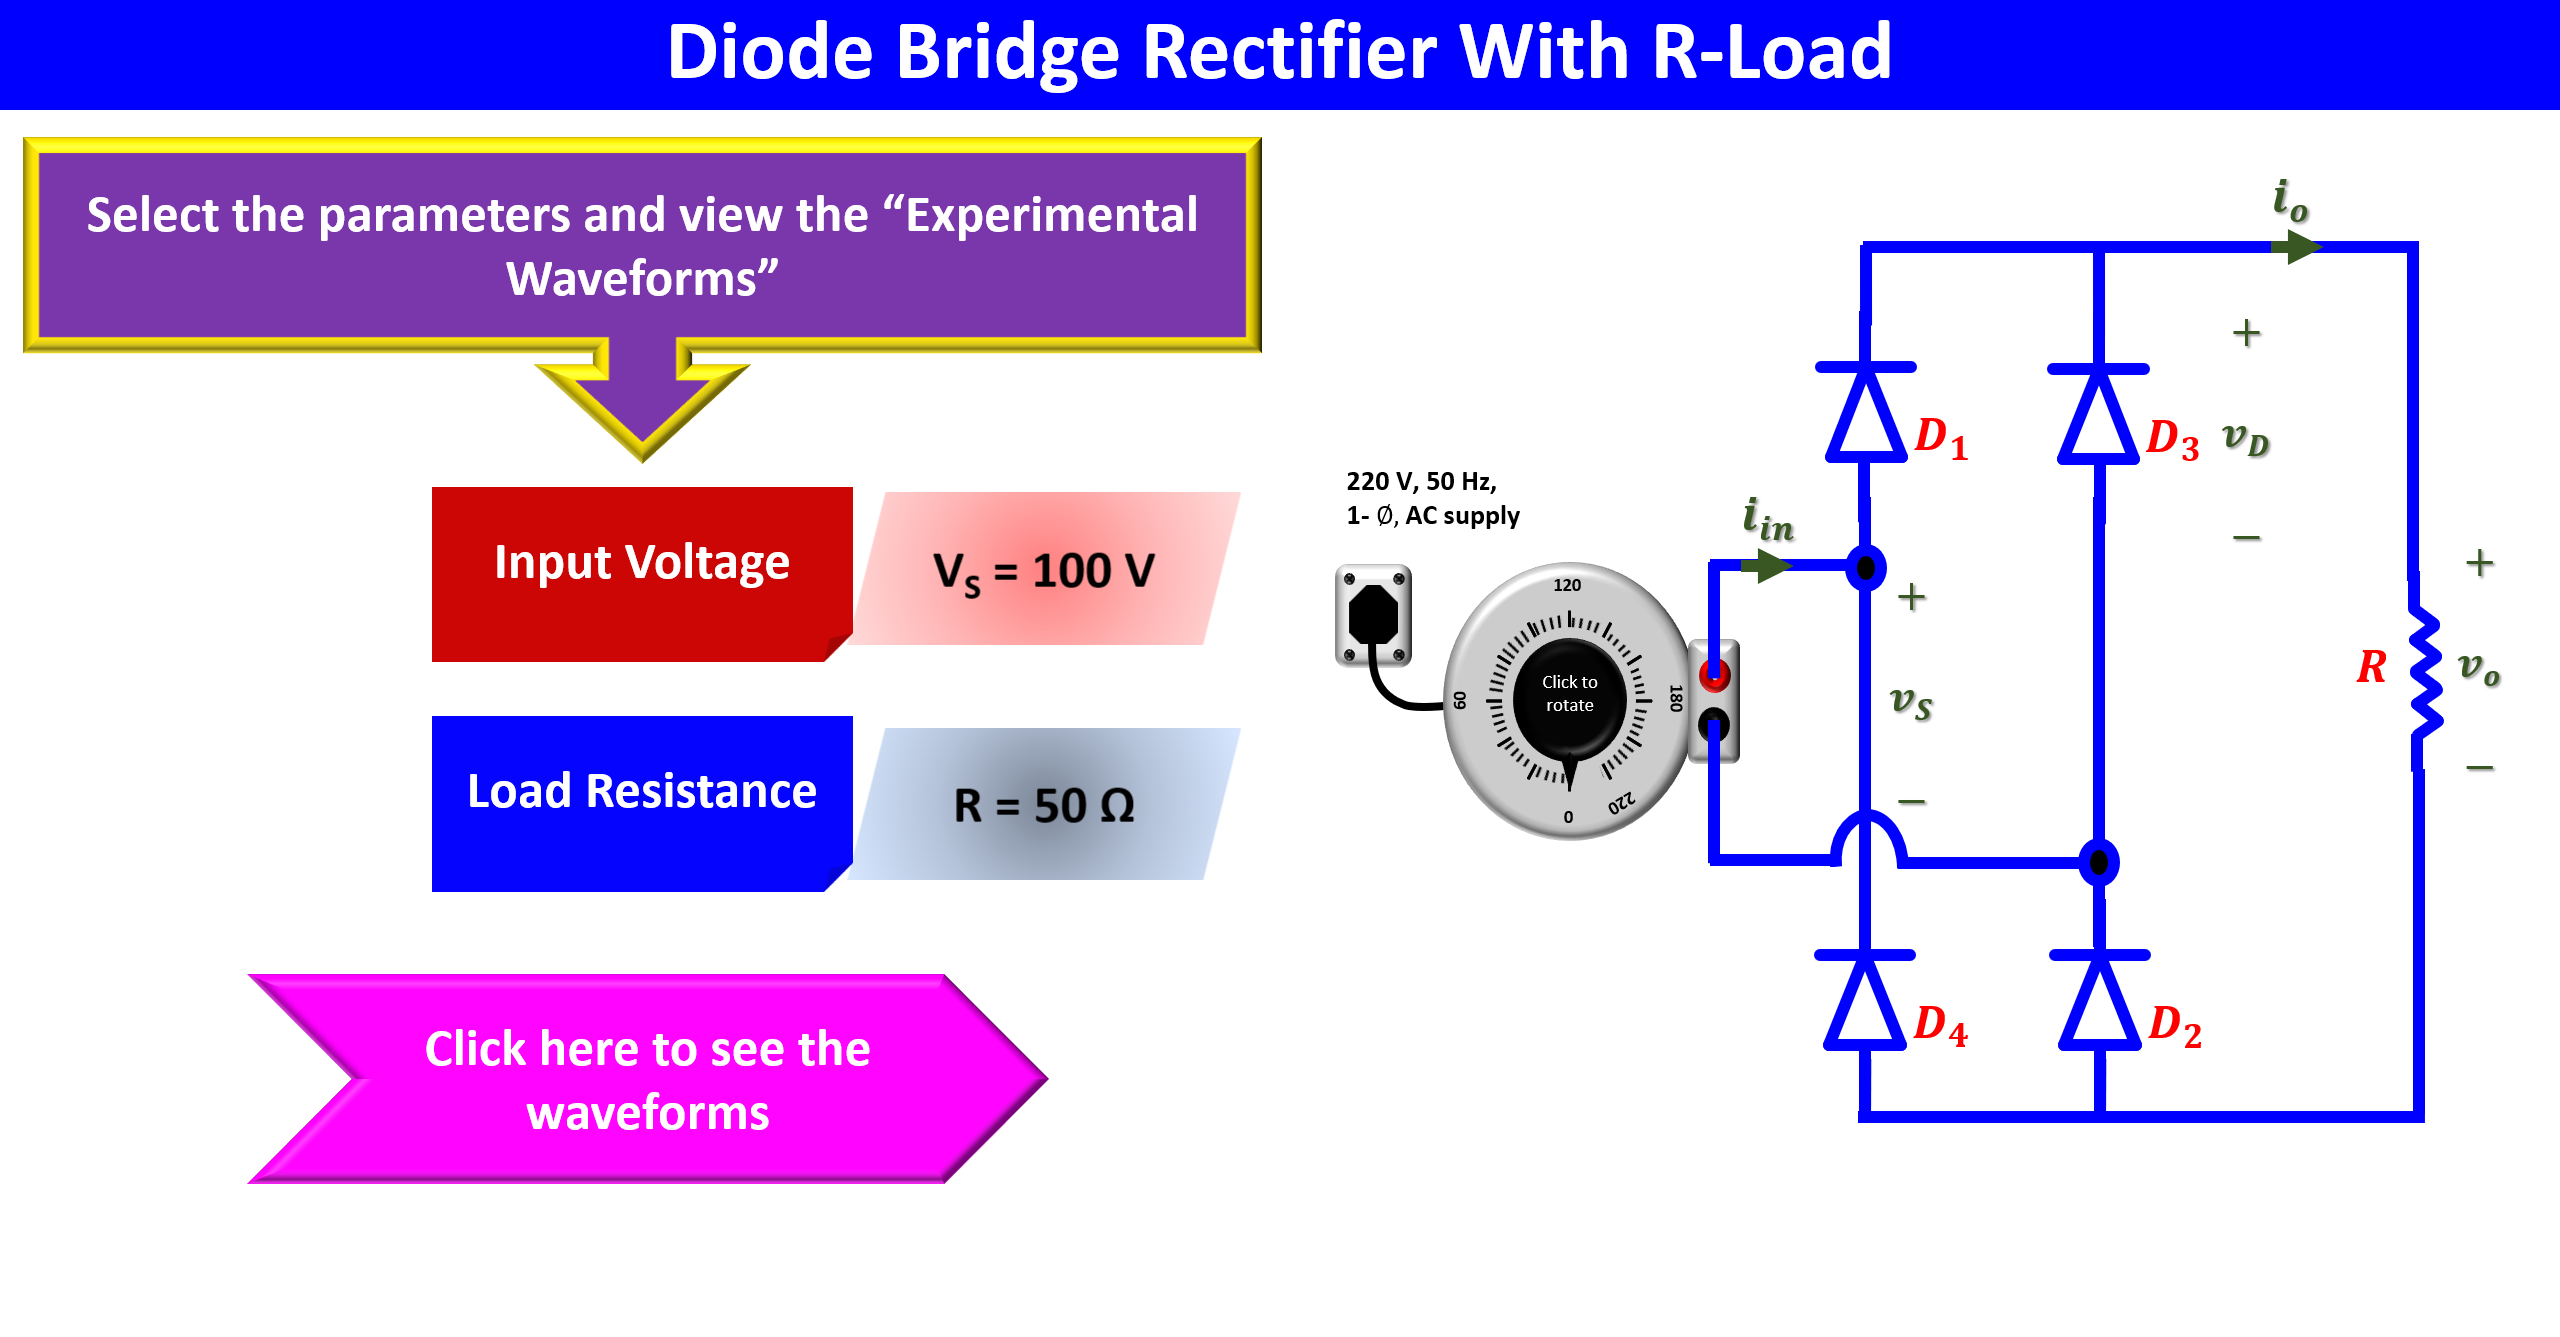 Diode Bridge Rectifier With R-Load
Select the parameters and view the “Experimental
Waveforms”
Input Voltage
V_S = 100 V
Load Resistance
R = 50 Ω
Click here to see the
waveforms
220 V, 50 Hz,
1- Ø, AC supply
120
60
180
Click to
rotate
0
220
i_o
D_1
D_3
+
v_D
−
i_in
+
v_S
−
R
+
v_o
−
D_4
D_2